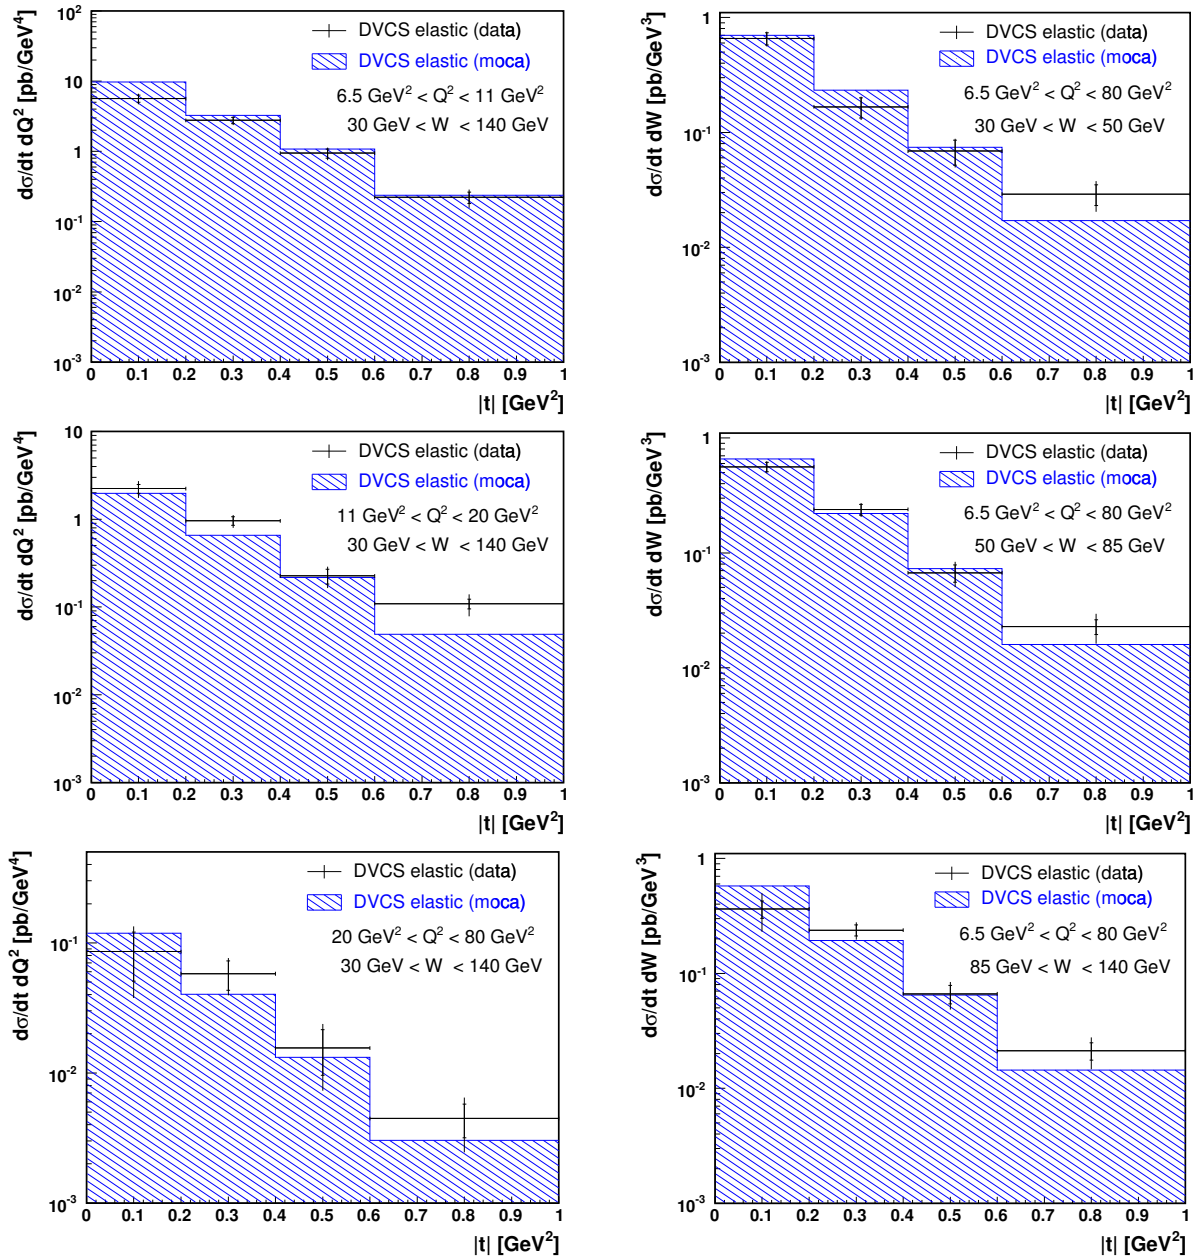 dσ/dt dQ² [pb/GeV⁴]
10²
10
1
10⁻¹
10⁻²
10⁻³
DVCS elastic (data)
DVCS elastic (moca)
6.5 GeV² < Q² < 11 GeV²
30 GeV < W < 140 GeV
0 0.1 0.2 0.3 0.4 0.5 0.6 0.7 0.8 0.9 1
|t| [GeV²]
dσ/dt dW [pb/GeV³]
1
10⁻¹
10⁻²
10⁻³
DVCS elastic (data)
DVCS elastic (moca)
6.5 GeV² < Q² < 80 GeV²
30 GeV < W < 50 GeV
0 0.1 0.2 0.3 0.4 0.5 0.6 0.7 0.8 0.9 1
|t| [GeV²]
dσ/dt dQ² [pb/GeV⁴]
10
1
10⁻¹
10⁻²
10⁻³
DVCS elastic (data)
DVCS elastic (moca)
11 GeV² < Q² < 20 GeV²
30 GeV < W < 140 GeV
0 0.1 0.2 0.3 0.4 0.5 0.6 0.7 0.8 0.9 1
|t| [GeV²]
dσ/dt dW [pb/GeV³]
1
10⁻¹
10⁻²
10⁻³
DVCS elastic (data)
DVCS elastic (moca)
6.5 GeV² < Q² < 80 GeV²
50 GeV < W < 85 GeV
0 0.1 0.2 0.3 0.4 0.5 0.6 0.7 0.8 0.9 1
|t| [GeV²]
dσ/dt dQ² [pb/GeV⁴]
10⁻¹
10⁻²
10⁻³
DVCS elastic (data)
DVCS elastic (moca)
20 GeV² < Q² < 80 GeV²
30 GeV < W < 140 GeV
0 0.1 0.2 0.3 0.4 0.5 0.6 0.7 0.8 0.9 1
|t| [GeV²]
dσ/dt dW [pb/GeV³]
1
10⁻¹
10⁻²
10⁻³
DVCS elastic (data)
DVCS elastic (moca)
6.5 GeV² < Q² < 80 GeV²
85 GeV < W < 140 GeV
0 0.1 0.2 0.3 0.4 0.5 0.6 0.7 0.8 0.9 1
|t| [GeV²]